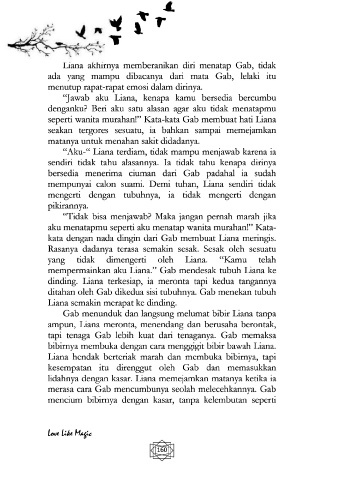 Liana akhirnya memberanikan diri menatap Gab, tidak
ada yang mampu dibacanya dari mata Gab, lelaki itu
menutup rapat-rapat emosi dalam dirinya.
“Jawab aku Liana, kenapa kamu bersedia bercumbu
denganku? Beri aku satu alasan agar aku tidak menatapmu
seperti wanita murahan!” Kata-kata Gab membuat hati Liana
seakan tergores sesuatu, ia bahkan sampai memejamkan
matanya untuk menahan sakit didadanya.
“Aku-“ Liana terdiam, tidak mampu menjawab karena ia
sendiri tidak tahu alasannya. Ia tidak tahu kenapa dirinya
bersedia menerima ciuman dari Gab padahal ia sudah
mempunyai calon suami. Demi tuhan, Liana sendiri tidak
mengerti dengan tubuhnya, ia tidak mengerti dengan
pikirannya.
“Tidak bisa menjawab? Maka jangan pernah marah jika
aku menatapmu seperti aku menatap wanita murahan!” Kata-
kata dengan nada dingin dari Gab membuat Liana meringis.
Rasanya dadanya terasa semakin sesak. Sesak oleh sesuatu
yang tidak dimengerti oleh Liana. “Kamu telah
mempermainkan aku Liana.” Gab mendesak tubuh Liana ke
dinding. Liana terkesiap, ia meronta tapi kedua tangannya
ditahan oleh Gab dikedua sisi tubuhnya. Gab menekan tubuh
Liana semakin merapat ke dinding.
Gab menunduk dan langsung melumat bibir Liana tanpa
ampun, Liana meronta, menendang dan berusaha berontak,
tapi tenaga Gab lebih kuat dari tenaganya. Gab memaksa
bibirnya membuka dengan cara menggigit bibir bawah Liana.
Liana hendak berteriak marah dan membuka bibirnya, tapi
kesempatan itu direnggut oleh Gab dan memasukkan
lidahnya dengan kasar. Liana memejamkan matanya ketika ia
merasa cara Gab mencumbunya seolah melecehkannya. Gab
mencium bibirnya dengan kasar, tanpa kelembutan seperti
Love Like Magic
160